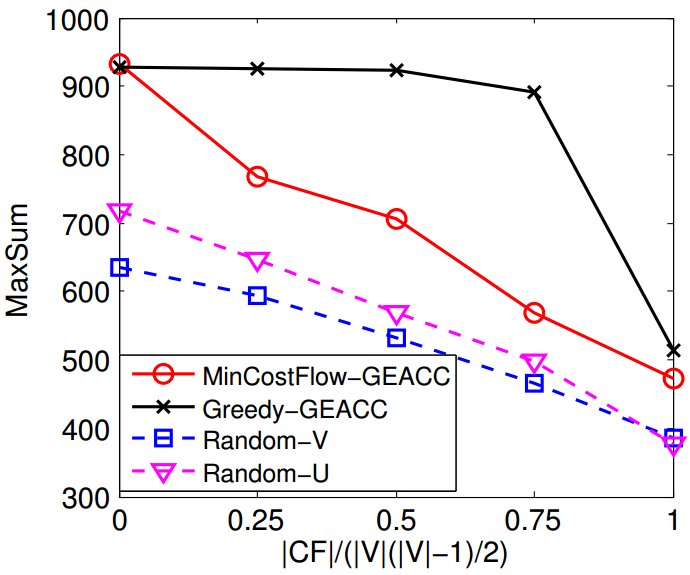 1000
900
800
700
600
500
400
300
MaxSum
MinCostFlow−GEACC
Greedy−GEACC
Random−V
Random−U
0 0.25 0.5 0.75 1
|CF|/(|V|(|V|−1)/2)